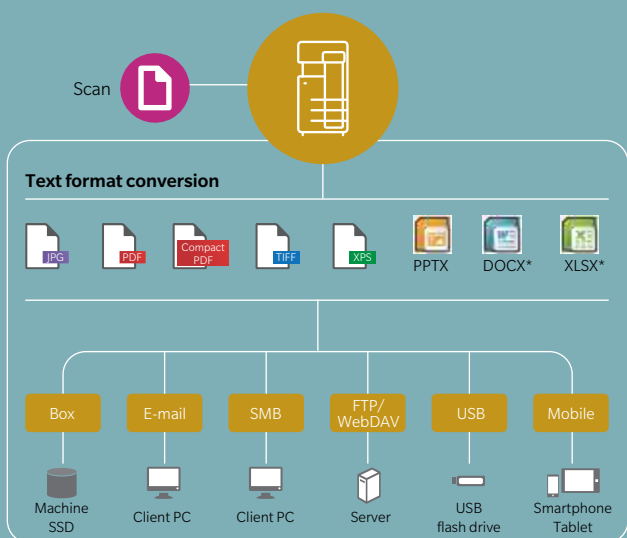 Scan
Text format conversion
JPG
PDF
Compact
PDF
TIFF
XPS
PPTX
DOCX*
XLSX*
Box
E-mail
SMB
FTP/
WebDAV
USB
Mobile
Machine
SSD
Client PC
Client PC
Server
USB
flash drive
Smartphone
Tablet